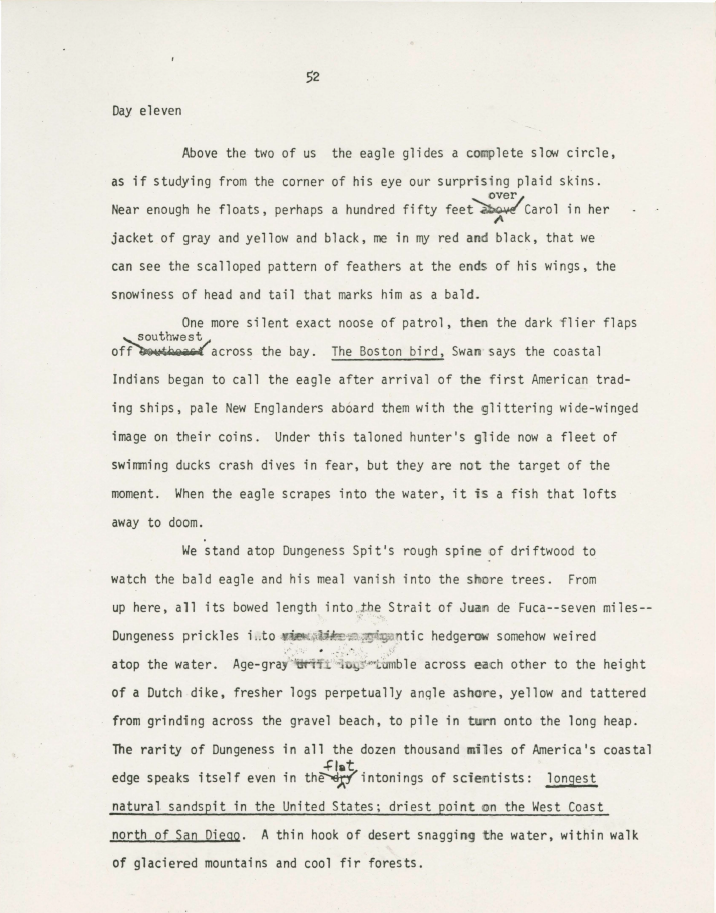 52
Day eleven
Above the two of us the eagle glides a complete slow circle,
as if studying from the corner of his eye our surprising plaid skins.
over
Near enough he floats, perhaps a hundred fifty feet above Carol in her
jacket of gray and yellow and black, me in my red and black, that we
can see the scalloped pattern of feathers at the ends of his wings, the
snowiness of head and tail that marks him as a bald.
One more silent exact noose of patrol, then the dark flier flaps
southwest
off southeast across the bay. The Boston bird, Swan says the coastal
Indians began to call the eagle after arrival of the first American trad-
ing ships, pale New Englanders aboard them with the glittering wide-winged
image on their coins. Under this taloned hunter's glide now a fleet of
swimming ducks crash dives in fear, but they are not the target of the
moment. When the eagle scrapes into the water, it is a fish that lofts
away to doom.
We stand atop Dungeness Spit's rough spine of driftwood to
watch the bald eagle and his meal vanish into the shore trees. From
up here, all its bowed length into the Strait of Juan de Fuca--seven miles--
Dungeness prickles i..to view like a gigantic hedgerow somehow weired
atop the water. Age-gray drift logs tumble across each other to the height
of a Dutch dike, fresher logs perpetually angle ashore, yellow and tattered
from grinding across the gravel beach, to pile in turn onto the long heap.
The rarity of Dungeness in all the dozen thousand miles of America's coastal
flat
edge speaks itself even in the dry intonings of scientists: longest
natural sandspit in the United States; driest point on the West Coast
north of San Diego. A thin hook of desert snagging the water, within walk
of glaciered mountains and cool fir forests.